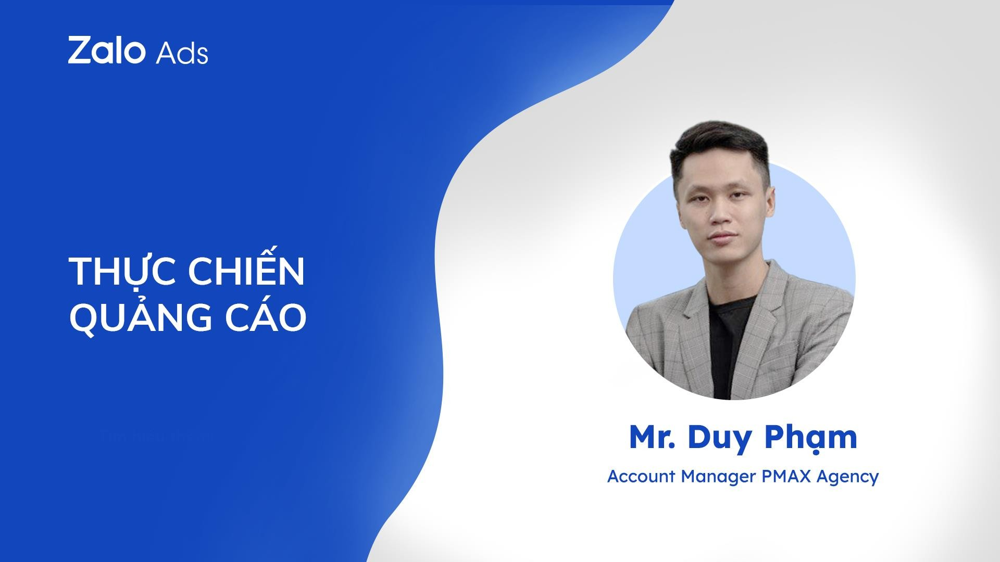 Zalo Ads
THỰC CHIẾN
QUẢNG CÁO
Mr. Duy Phạm
Account Manager PMAX Agency